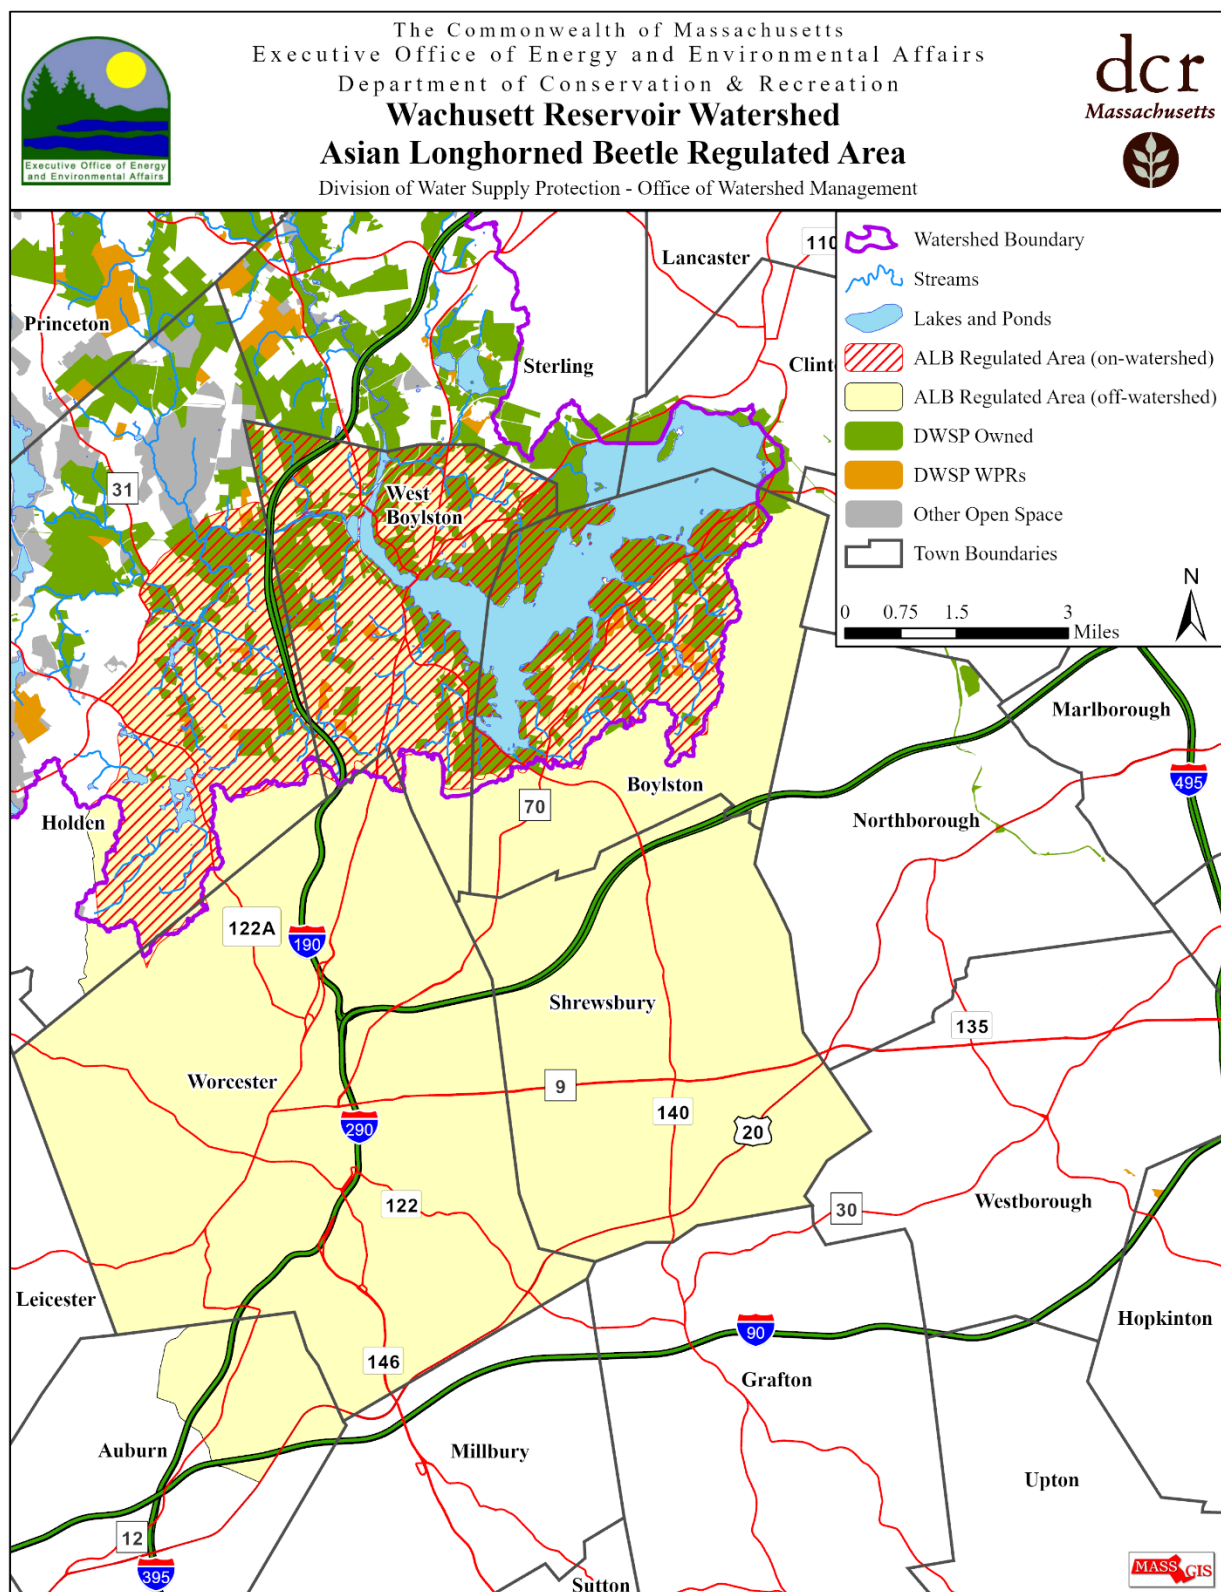 The Commonwealth of Massachusetts
Executive Office of Energy and Environmental Affairs
Department of Conservation & Recreation
Wachusett Reservoir Watershed
Asian Longhorned Beetle Regulated Area
Division of Water Supply Protection - Office of Watershed Management
Executive Office of Energy
and Environmental Affairs
dcr
Massachusetts
Watershed Boundary
Streams
Lakes and Ponds
ALB Regulated Area (on-watershed)
ALB Regulated Area (off-watershed)
DWSP Owned
DWSP WPRs
Other Open Space
Town Boundaries
N
0 0.75 1.5 3
Miles
110
Lancaster
Princeton
Sterling
Clint
31
West
Boylston
Marlborough
495
Boylston
70
Holden
Northborough
122A
190
Shrewsbury
135
Worcester
9
140
20
290
122
30
Westborough
Leicester
Hopkinton
90
146
Grafton
Auburn
Millbury
Upton
12
395
Sutton
MASS GIS